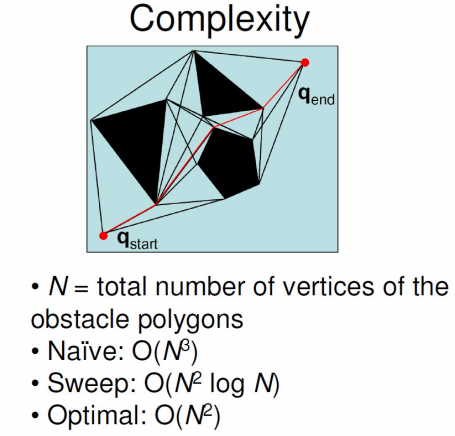 Complexity
qend
qstart
• N = total number of vertices of the
obstacle polygons
• Naïve: O(N³)
• Sweep: O(N² log N)
• Optimal: O(N²)